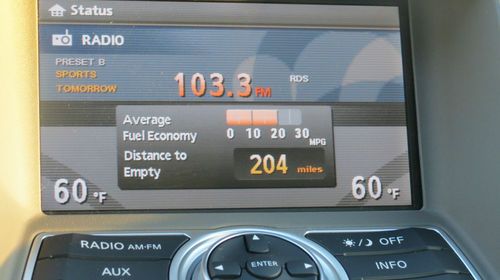 Status
RADIO
PRESET B
SPORTS
TOMORROW
103.3 FM
RDS
Average
Fuel Economy
0 10 20 30
MPG
Distance to
Empty
204 miles
60 °F
60 °F
RADIO AM-FM
AUX
ENTER
OFF
INFO